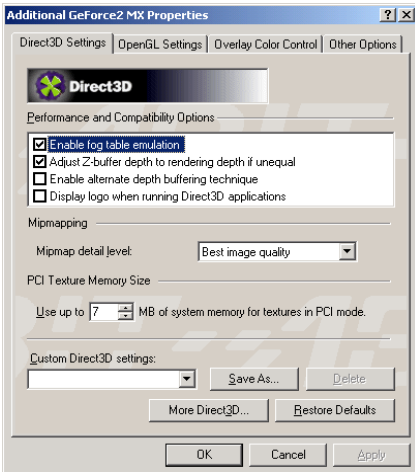 Additional GeForce2 MX Properties
Direct3D Settings OpenGL Settings Overlay Color Control Other Options
Direct3D
Performance and Compatibility Options
Enable fog table emulation
Adjust Z-buffer depth to rendering depth if unequal
Enable alternate depth buffering technique
Display logo when running Direct3D applications
Mipmapping
Mipmap detail level: Best image quality
PCI Texture Memory Size
Use up to 7 MB of system memory for textures in PCI mode.
Custom Direct3D settings:
Save As... Delete
More Direct3D... Restore Defaults
OK Cancel Apply